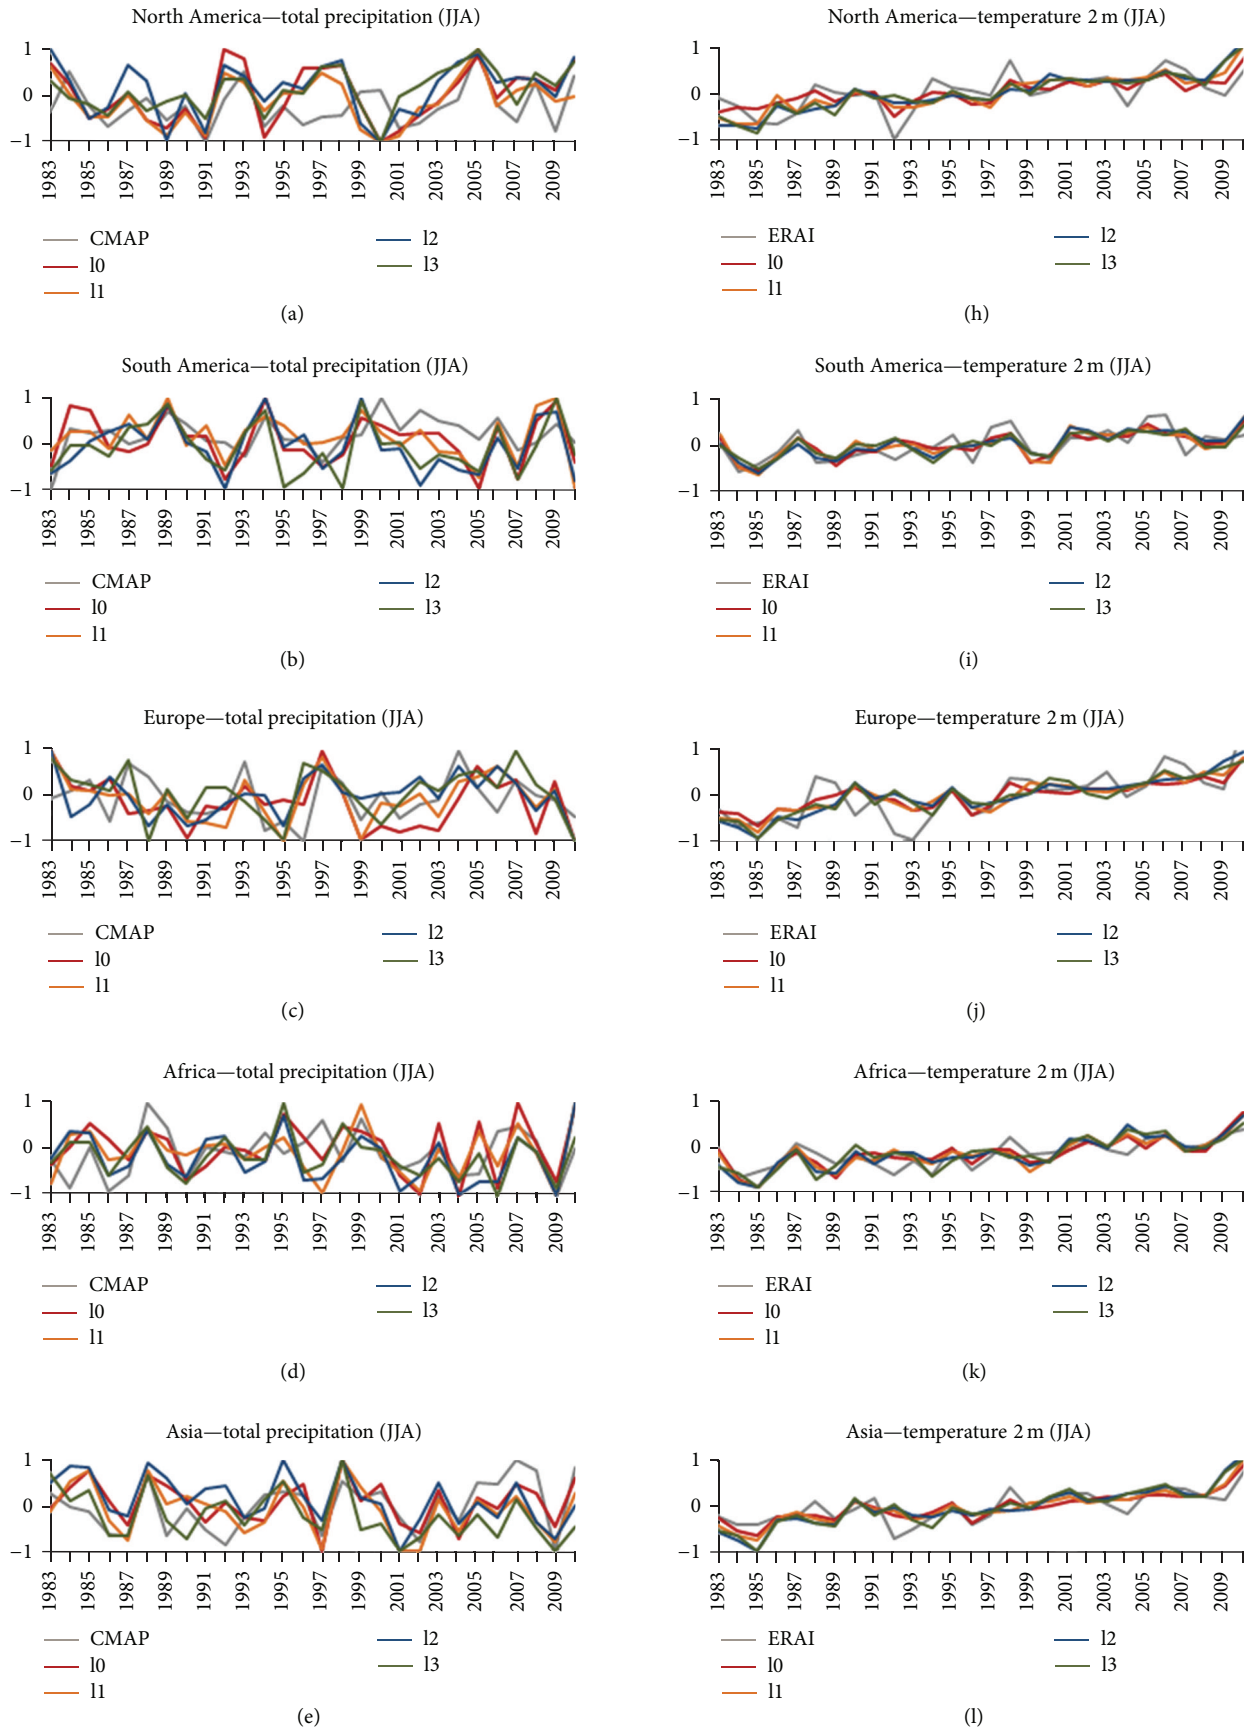 North America—total precipitation (JJA)
1
0
−1
1983 1985 1987 1989 1991 1993 1995 1997 1999 2001 2003 2005 2007 2009
CMAP
l0
l1
l2
l3
(a)
North America—temperature 2 m (JJA)
1
0
−1
1983 1985 1987 1989 1991 1993 1995 1997 1999 2001 2003 2005 2007 2009
ERAI
l0
l1
l2
l3
(h)
South America—total precipitation (JJA)
1
0
−1
1983 1985 1987 1989 1991 1993 1995 1997 1999 2001 2003 2005 2007 2009
CMAP
l0
l1
l2
l3
(b)
South America—temperature 2 m (JJA)
1
0
−1
1983 1985 1987 1989 1991 1993 1995 1997 1999 2001 2003 2005 2007 2009
ERAI
l0
l1
l2
l3
(i)
Europe—total precipitation (JJA)
1
0
−1
1983 1985 1987 1989 1991 1993 1995 1997 1999 2001 2003 2005 2007 2009
CMAP
l0
l1
l2
l3
(c)
Europe—temperature 2 m (JJA)
1
0
−1
1983 1985 1987 1989 1991 1993 1995 1997 1999 2001 2003 2005 2007 2009
ERAI
l0
l1
l2
l3
(j)
Africa—total precipitation (JJA)
1
0
−1
1983 1985 1987 1989 1991 1993 1995 1997 1999 2001 2003 2005 2007 2009
CMAP
l0
l1
l2
l3
(d)
Africa—temperature 2 m (JJA)
1
0
−1
1983 1985 1987 1989 1991 1993 1995 1997 1999 2001 2003 2005 2007 2009
ERAI
l0
l1
l2
l3
(k)
Asia—total precipitation (JJA)
1
0
−1
1983 1985 1987 1989 1991 1993 1995 1997 1999 2001 2003 2005 2007 2009
CMAP
l0
l1
l2
l3
(e)
Asia—temperature 2 m (JJA)
1
0
−1
1983 1985 1987 1989 1991 1993 1995 1997 1999 2001 2003 2005 2007 2009
ERAI
l0
l1
l2
l3
(l)